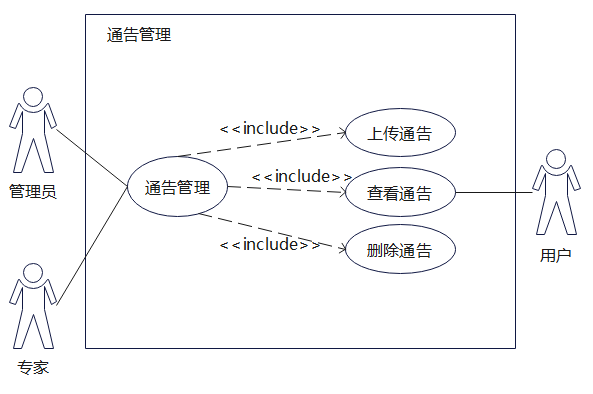 通告管理
<<include>>
上传通告
<<include>>
通告管理
查看通告
管理员
<<include>>
删除通告
用户
专家